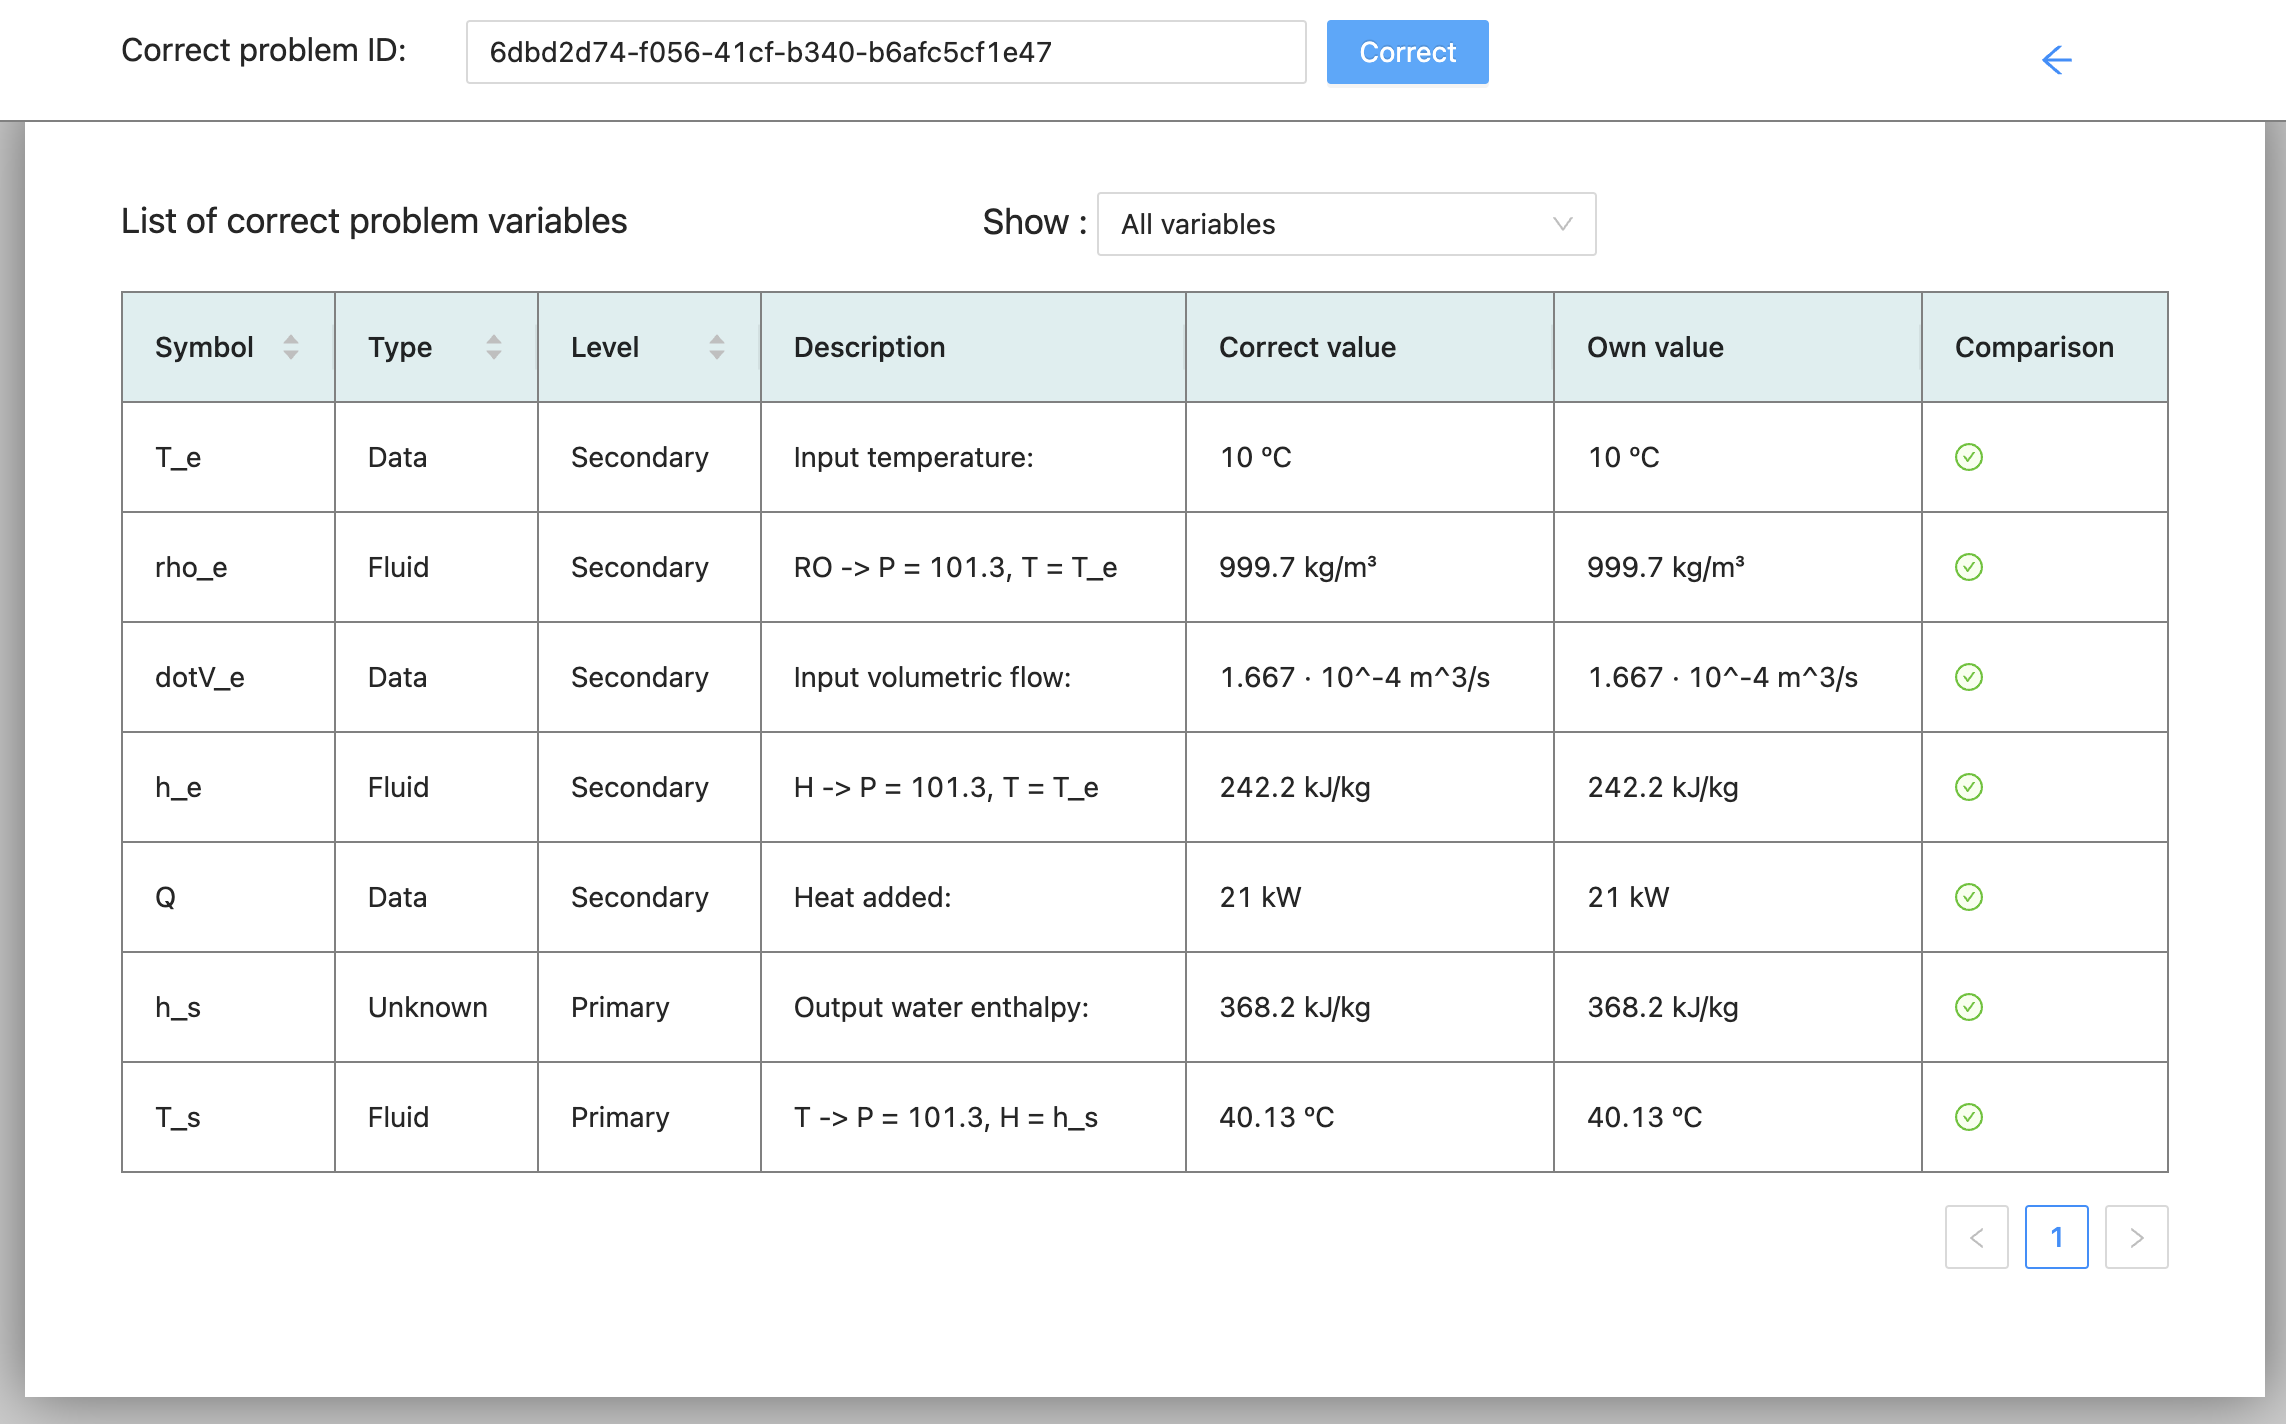 Correct problem ID: 6dbd2d74-f056-41cf-b340-b6afc5cf1e47 Correct
List of correct problem variables Show : All variables
Symbol Type Level Description Correct value Own value Comparison
T_e Data Secondary Input temperature: 10 ºC 10 ºC
rho_e Fluid Secondary RO -> P = 101.3, T = T_e 999.7 kg/m³ 999.7 kg/m³
dotV_e Data Secondary Input volumetric flow: 1.667 · 10^-4 m^3/s 1.667 · 10^-4 m^3/s
h_e Fluid Secondary H -> P = 101.3, T = T_e 242.2 kJ/kg 242.2 kJ/kg
Q Data Secondary Heat added: 21 kW 21 kW
h_s Unknown Primary Output water enthalpy: 368.2 kJ/kg 368.2 kJ/kg
T_s Fluid Primary T -> P = 101.3, H = h_s 40.13 ºC 40.13 ºC
< 1 >